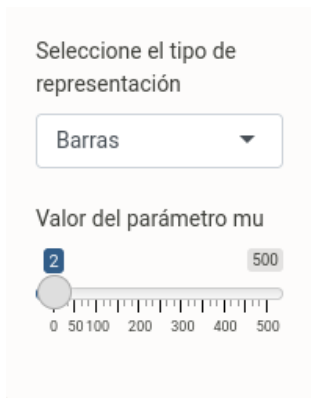 Seleccione el tipo de
representación
Barras
Valor del parámetro mu
2 500
0 50 100 200 300 400 500